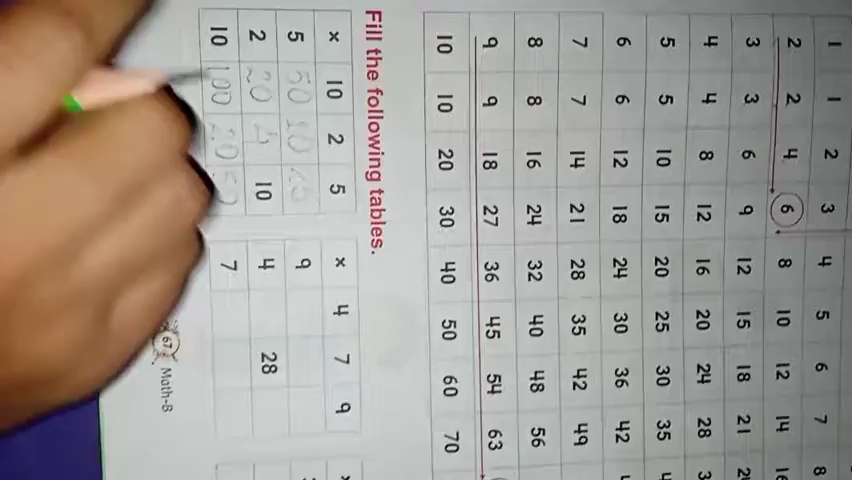 1 1 2 3 4 5 6 7 8
2 2 4 6 8 10 12 14 16
3 3 6 9 12 15 18 21
4 4 8 12 16 20 24 28
5 5 10 15 20 25 30 35
6 6 12 18 24 30 36 42
7 7 14 21 28 35 42 49
8 8 16 24 32 40 48 56
9 9 18 27 36 45 54 63
10 10 20 30 40 50 60 70
Fill the following tables.
x 10 2 5
5 50 10 25
2 20 4 10
10 100 20 50
x 4 7 9
9
4 28
7
67 Math-B